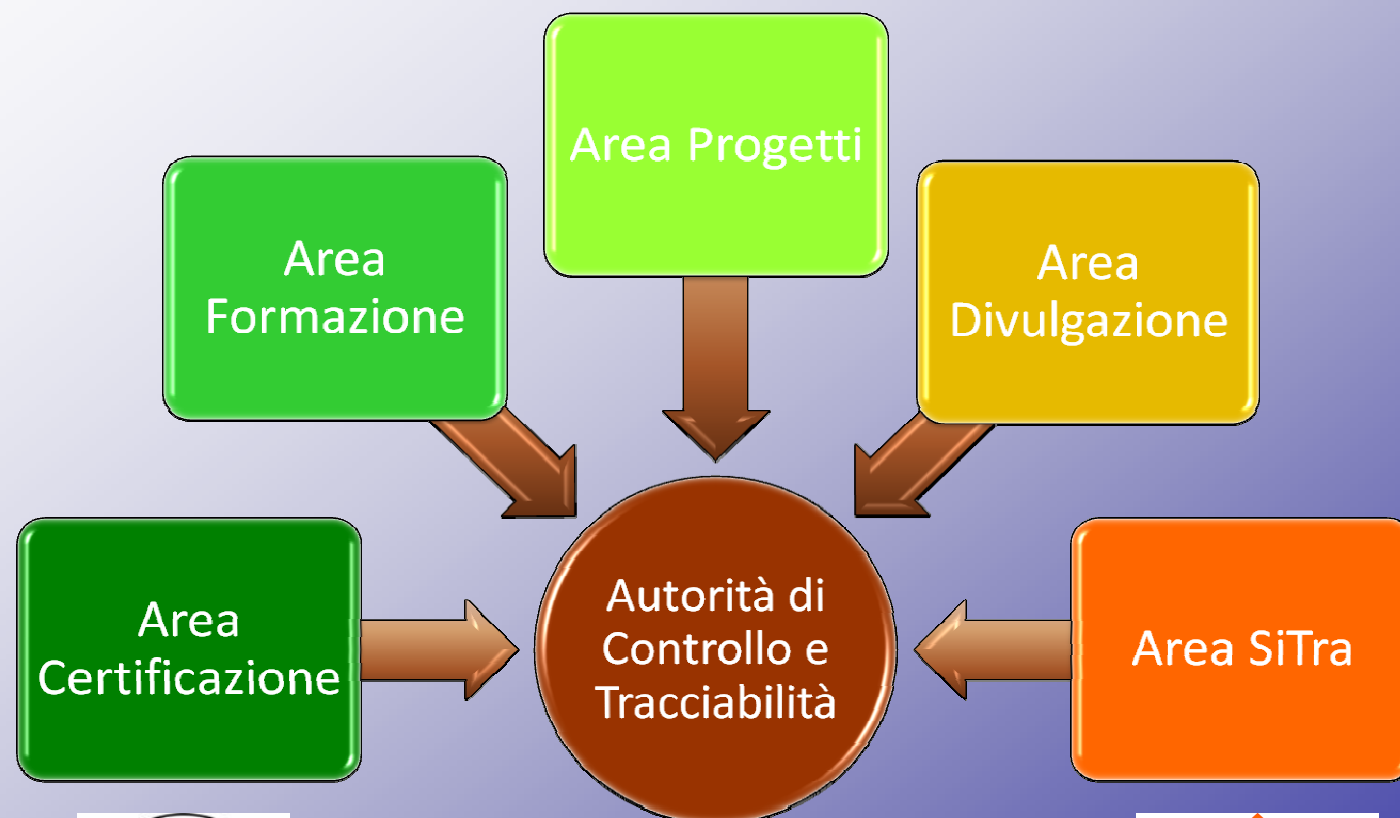 Area Progetti
Area
Formazione
Area
Divulgazione
Area
Certificazione
Autorità di
Controllo e
Tracciabilità
Area SiTra